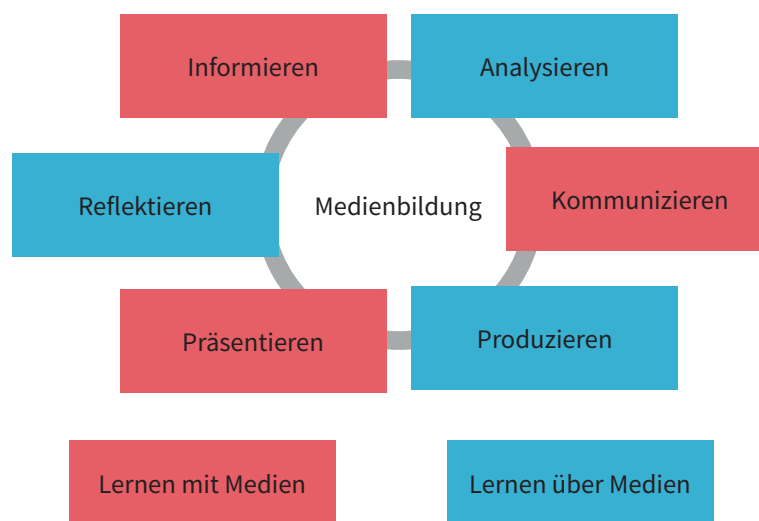 Informieren
Analysieren
Reflektieren
Medienbildung
Kommunizieren
Präsentieren
Produzieren
Lernen mit Medien
Lernen über Medien